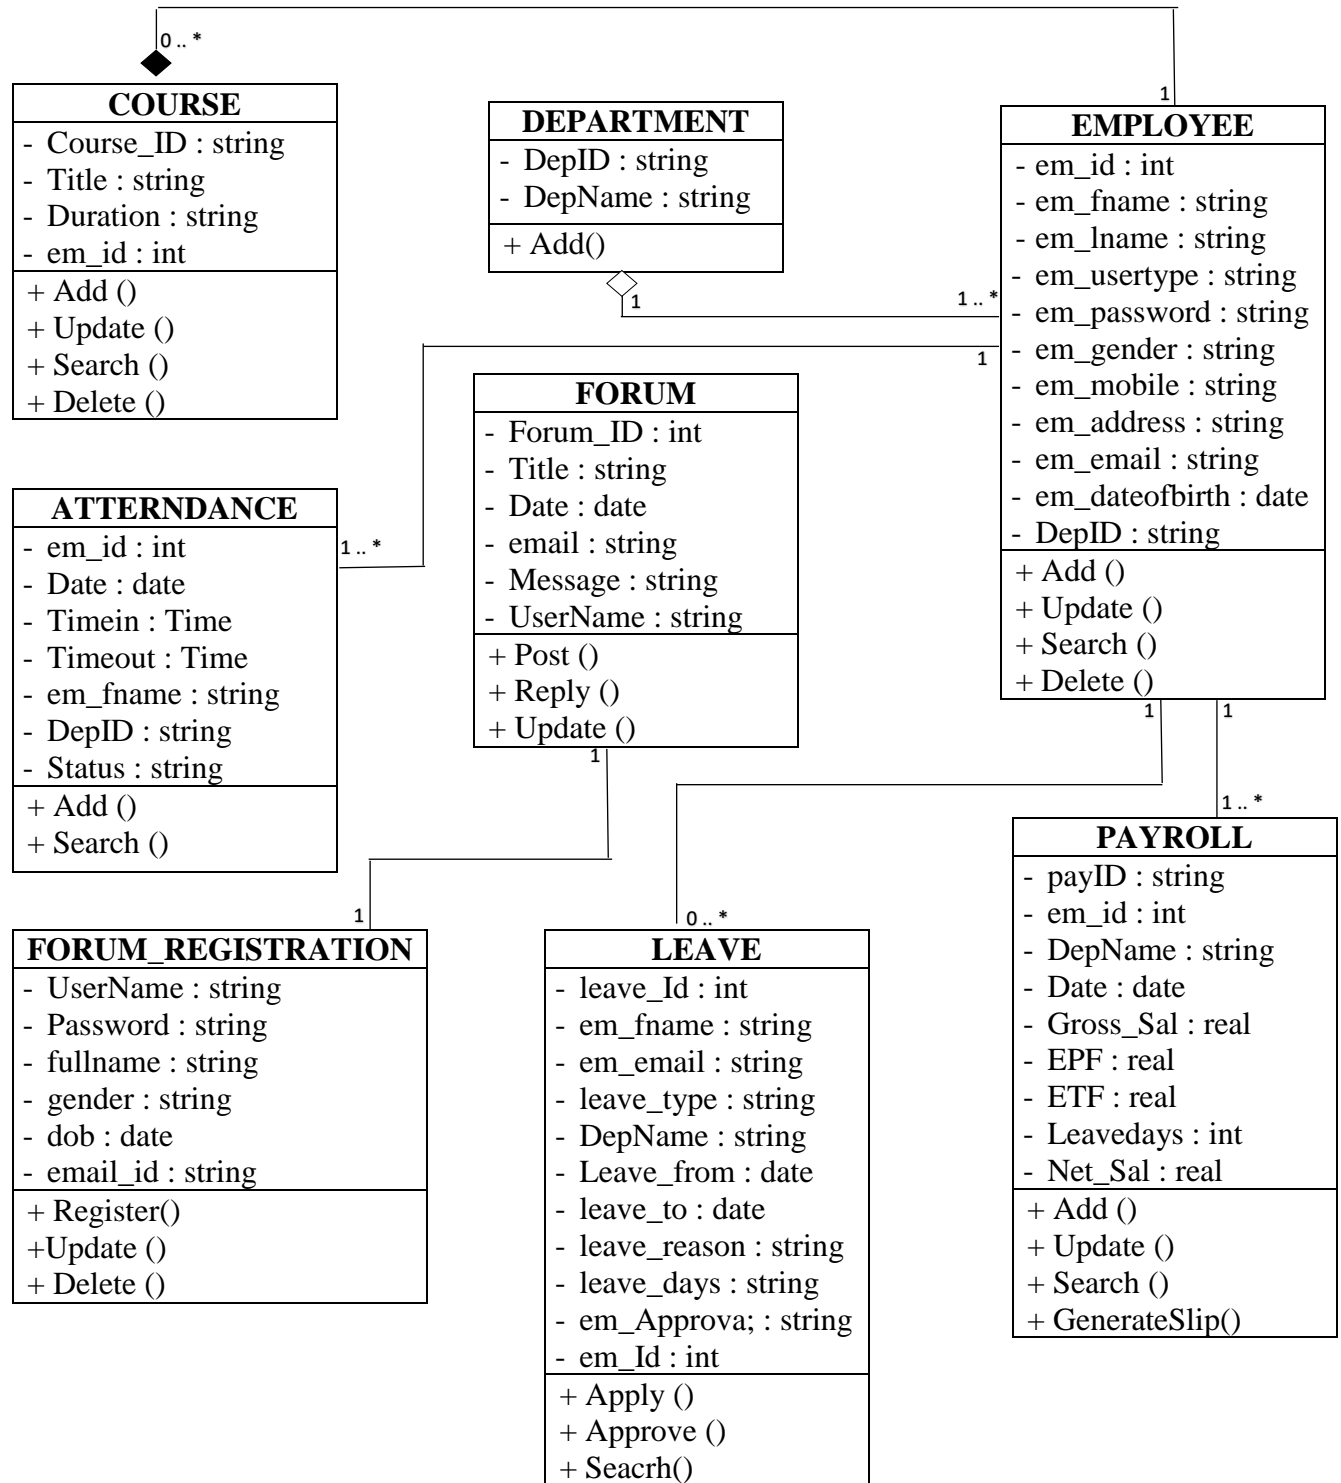 0 .. *
1
COURSE
- Course_ID : string
- Title : string
- Duration : string
- em_id : int
+ Add ()
+ Update ()
+ Search ()
+ Delete ()
DEPARTMENT
- DepID : string
- DepName : string
+ Add()
1
1 .. *
EMPLOYEE
- em_id : int
- em_fname : string
- em_lname : string
- em_usertype : string
- em_password : string
- em_gender : string
- em_mobile : string
- em_address : string
- em_email : string
- em_dateofbirth : date
- DepID : string
+ Add ()
+ Update ()
+ Search ()
+ Delete ()
1
1
1
FORUM
- Forum_ID : int
- Title : string
- Date : date
- email : string
- Message : string
- UserName : string
+ Post ()
+ Reply ()
+ Update ()
1
ATTERNDANCE
- em_id : int
- Date : date
- Timein : Time
- Timeout : Time
- em_fname : string
- DepID : string
- Status : string
+ Add ()
+ Search ()
1 .. *
1
FORUM_REGISTRATION
- UserName : string
- Password : string
- fullname : string
- gender : string
- dob : date
- email_id : string
+ Register()
+Update ()
+ Delete ()
0 .. *
LEAVE
- leave_Id : int
- em_fname : string
- em_email : string
- leave_type : string
- DepName : string
- Leave_from : date
- leave_to : date
- leave_reason : string
- leave_days : string
- em_Approva; : string
- em_Id : int
+ Apply ()
+ Approve ()
+ Seacrh()
1 .. *
PAYROLL
- payID : string
- em_id : int
- DepName : string
- Date : date
- Gross_Sal : real
- EPF : real
- ETF : real
- Leavedays : int
- Net_Sal : real
+ Add ()
+ Update ()
+ Search ()
+ GenerateSlip()